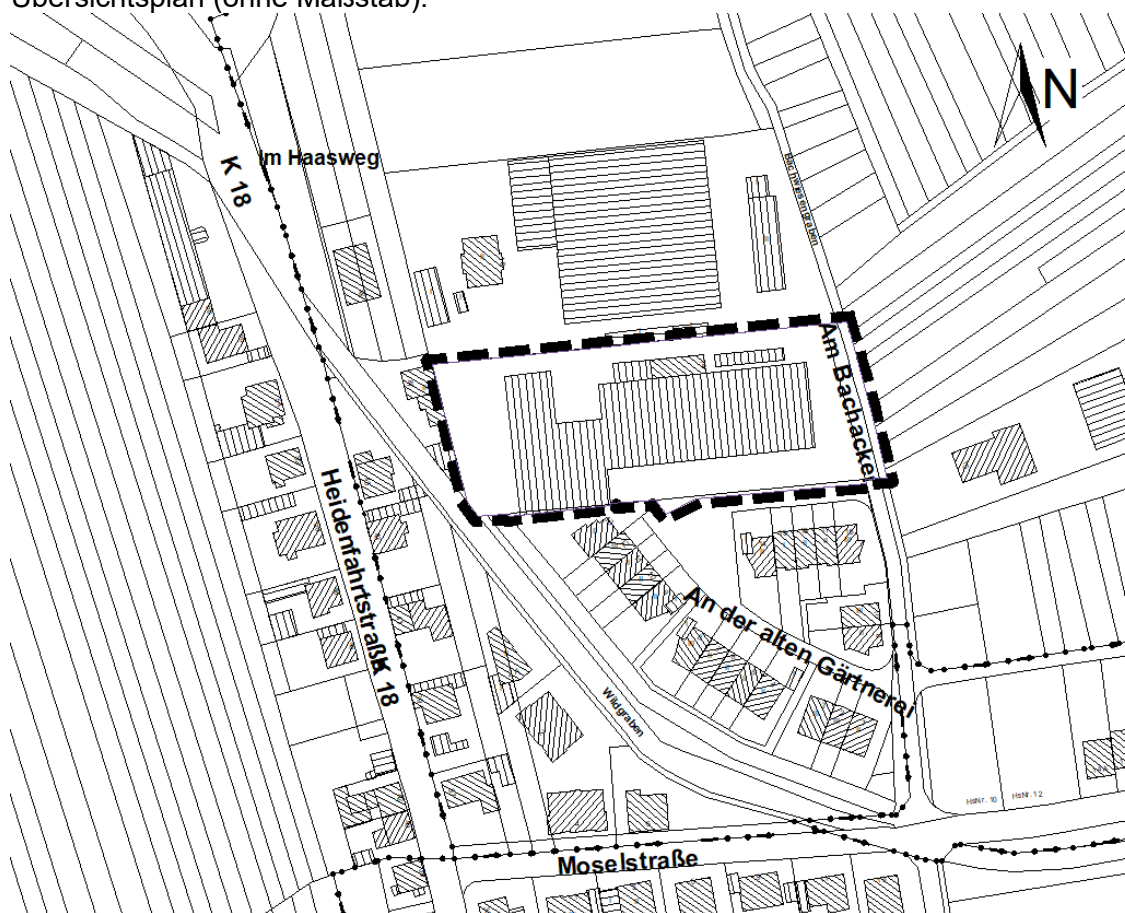 Übersichtsplan (ohne Maßstab):
N
Im Haasweg
K 18
Bachwiesengraben
Am Bachacker
Heidenfahrtstraße
K 18
An der alten Gärtnerei
Wildgraben
HsNr. 10
HsNr. 12
Moselstraße